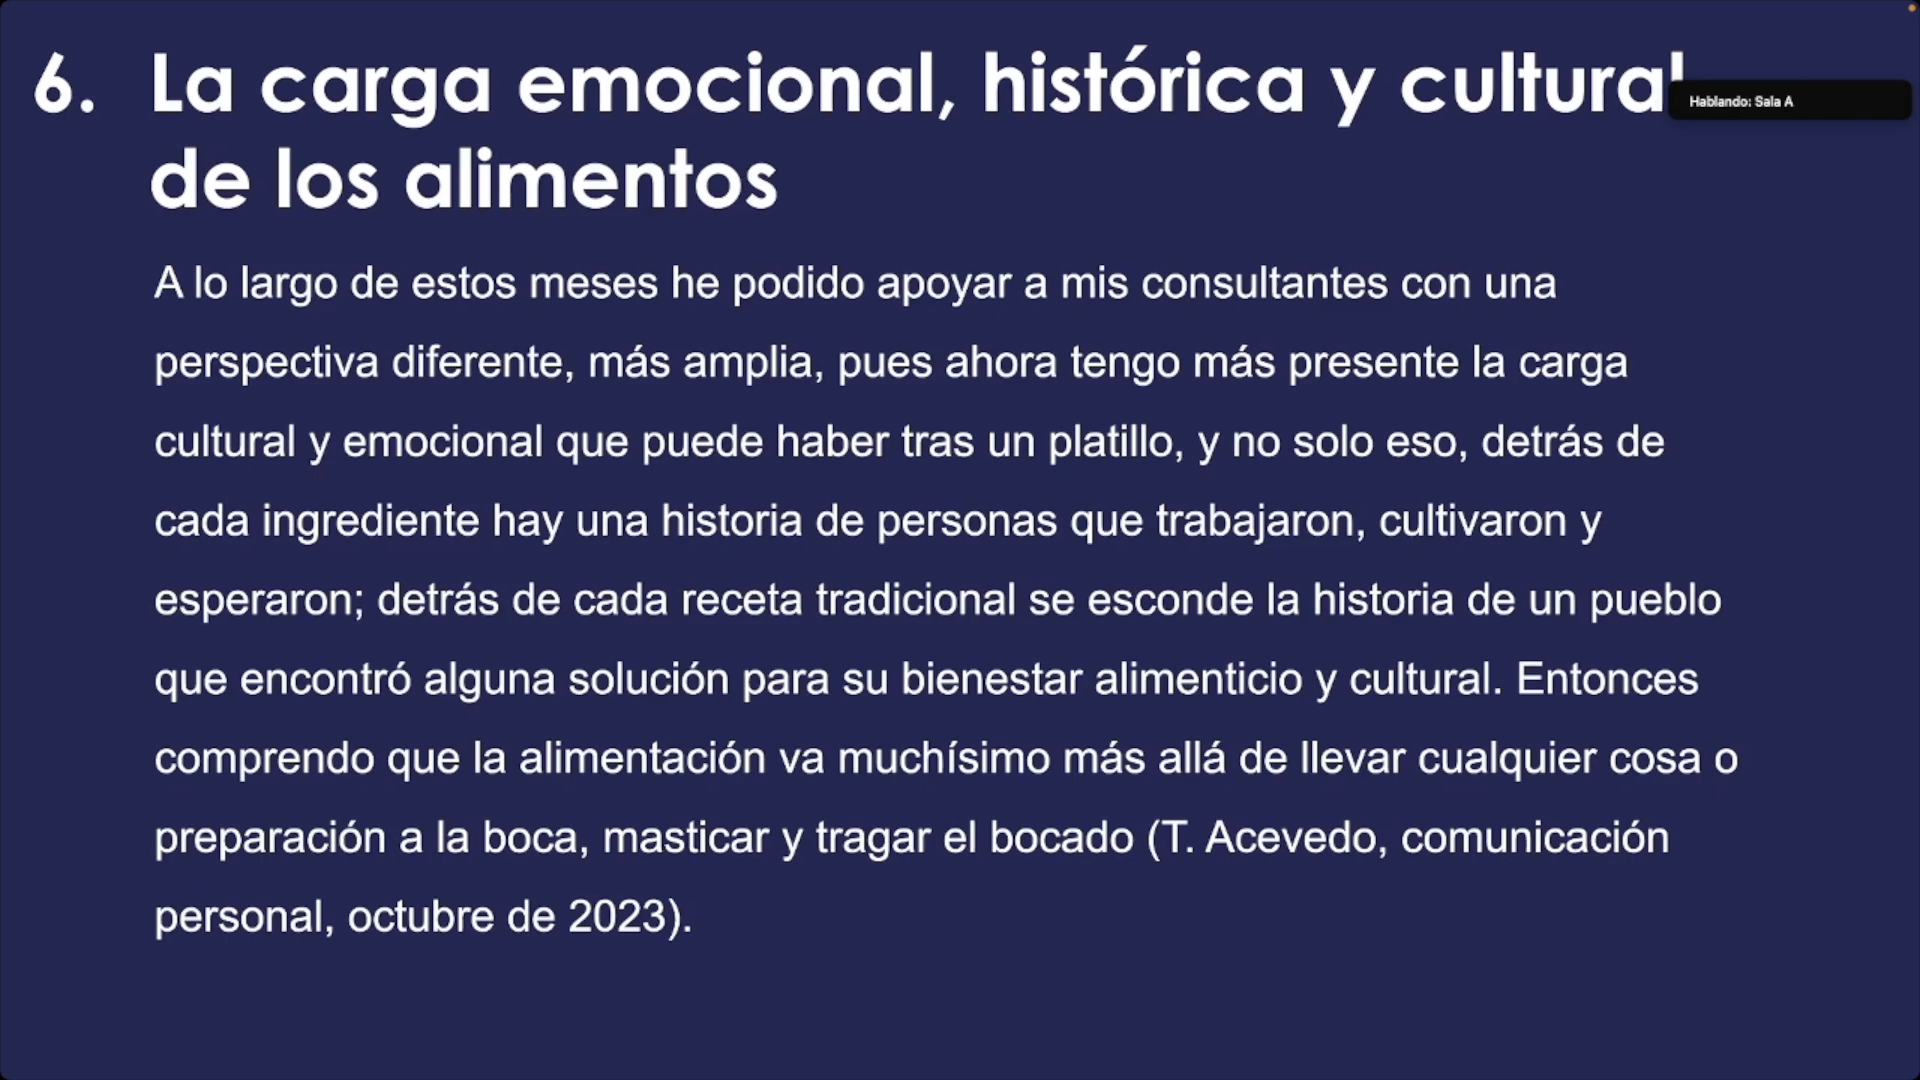 6. La carga emocional, histórica y cultural
Hablando: Sala A
de los alimentos
A lo largo de estos meses he podido apoyar a mis consultantes con una
perspectiva diferente, más amplia, pues ahora tengo más presente la carga
cultural y emocional que puede haber tras un platillo, y no solo eso, detrás de
cada ingrediente hay una historia de personas que trabajaron, cultivaron y
esperaron; detrás de cada receta tradicional se esconde la historia de un pueblo
que encontró alguna solución para su bienestar alimenticio y cultural. Entonces
comprendo que la alimentación va muchísimo más allá de llevar cualquier cosa o
preparación a la boca, masticar y tragar el bocado (T. Acevedo, comunicación
personal, octubre de 2023).